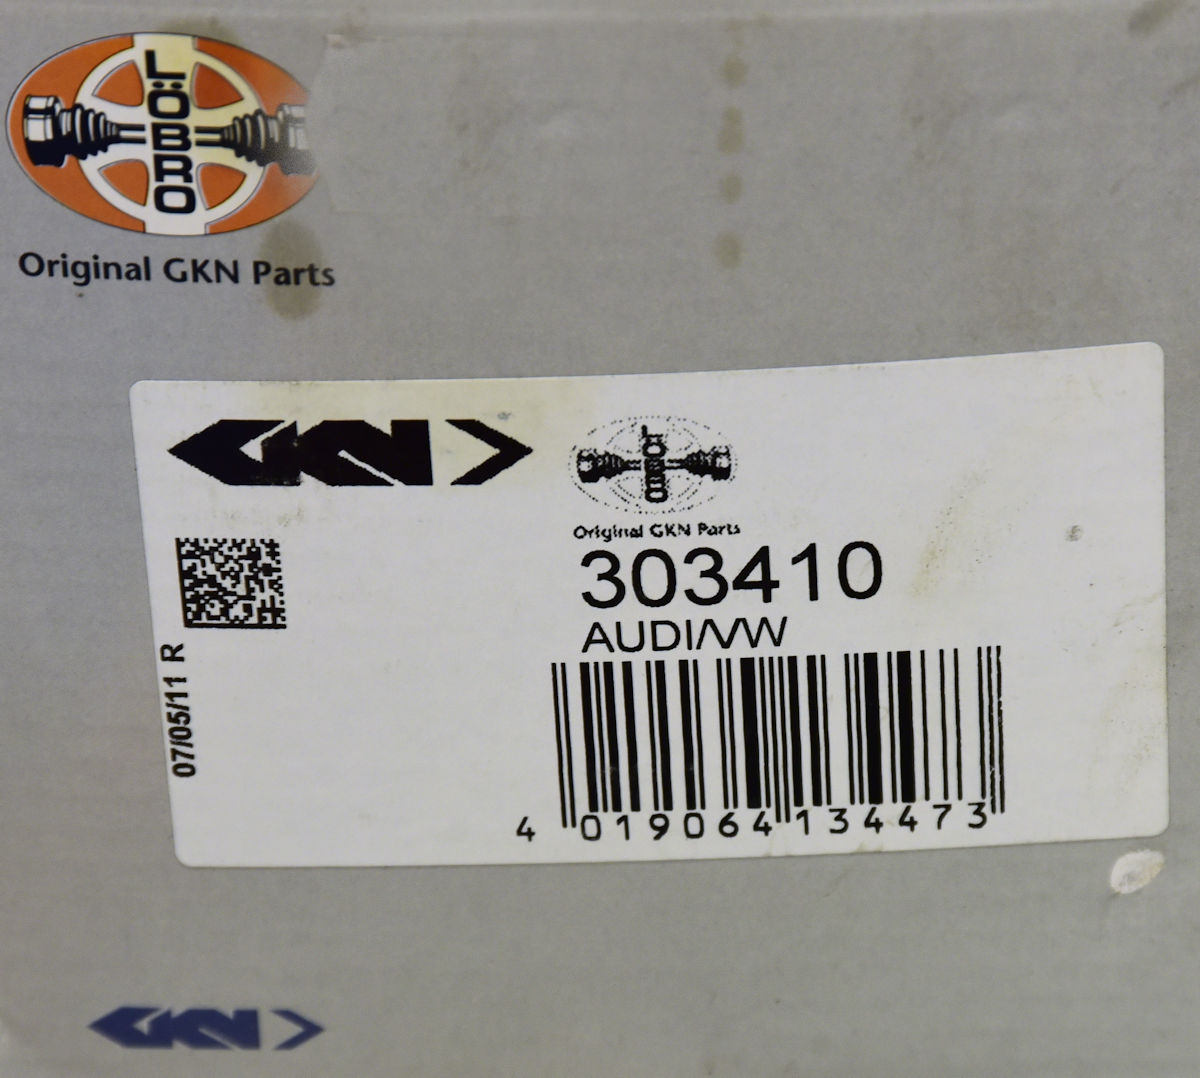 LÖBRO
Original GKN Parts
GKN
LÖBRO
Original GKN Parts
303410
AUDI/VW
07/05/11 R
4 019064 134473
GKN